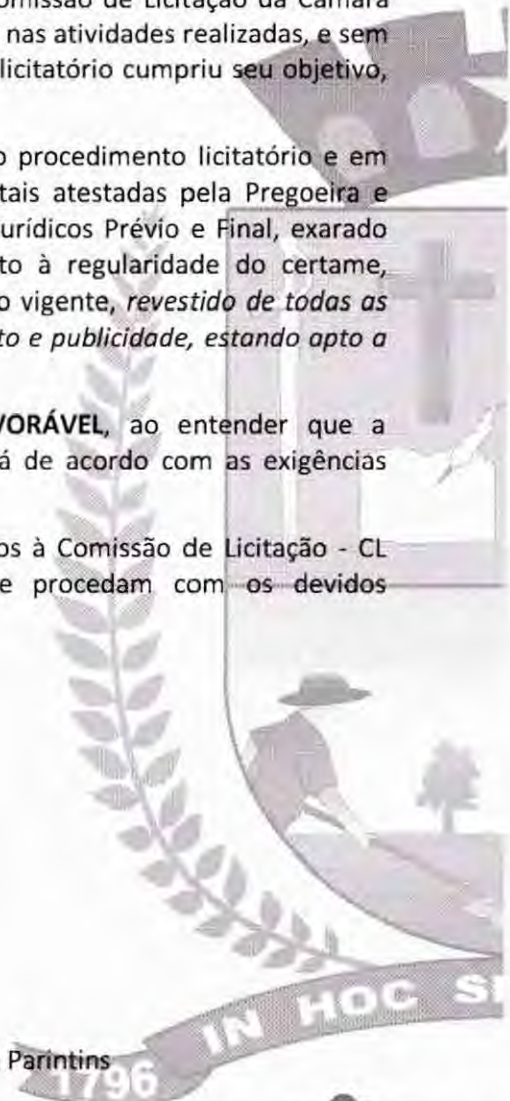 omissão de Licitação da Câmara
nas atividades realizadas, e sem
licitatório cumpriu seu objetivo,
o procedimento licitatório e em
tais atestadas pela Pregoeira e
urídicos Prévio e Final, exarado
to à regularidade do certame,
o vigente, revestido de todas as
to e publicidade, estando apto a
VORÁVEL, ao entender que a
á de acordo com as exigências
os à Comissão de Licitação - CL
e procedam com os devidos
Parintins
IN HOC SI
1796